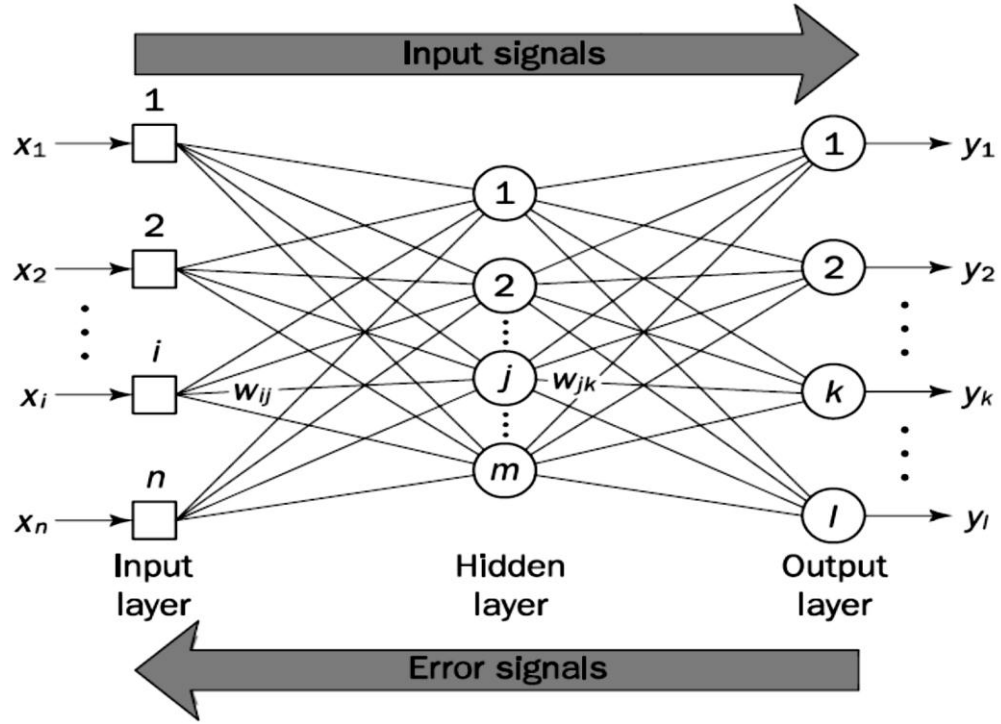 Input signals
1
x1
1
y1
1
2
x2
2
y2
2
i
xi
wij
j
wjk
k
yk
n
m
xn
l
yl
Input
layer
Hidden
layer
Output
layer
Error signals